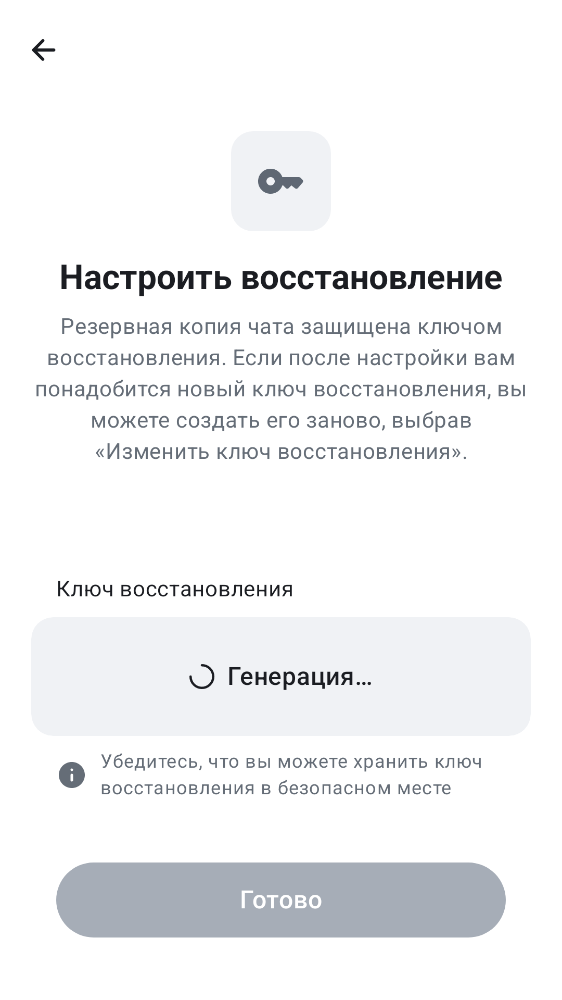 Настроить восстановление
Резервная копия чата защищена ключом
восстановления. Если после настройки вам
понадобится новый ключ восстановления, вы
можете создать его заново, выбрав
«Изменить ключ восстановления».
Ключ восстановления
Генерация…
Убедитесь, что вы можете хранить ключ
восстановления в безопасном месте
Готово